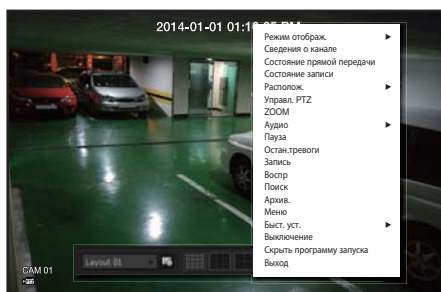 2014-01-01 01:1
Режим отображ.
Сведения о канале
Состояние прямой передачи
Состояние записи
Располож.
Управл. PTZ
ZOOM
Аудио
Пауза
Остан.тревоги
Запись
Воспр
Поиск
Архив.
Меню
Быст. уст.
Выключение
Скрыть программу запуска
Выход
Layout 01
CAM 01